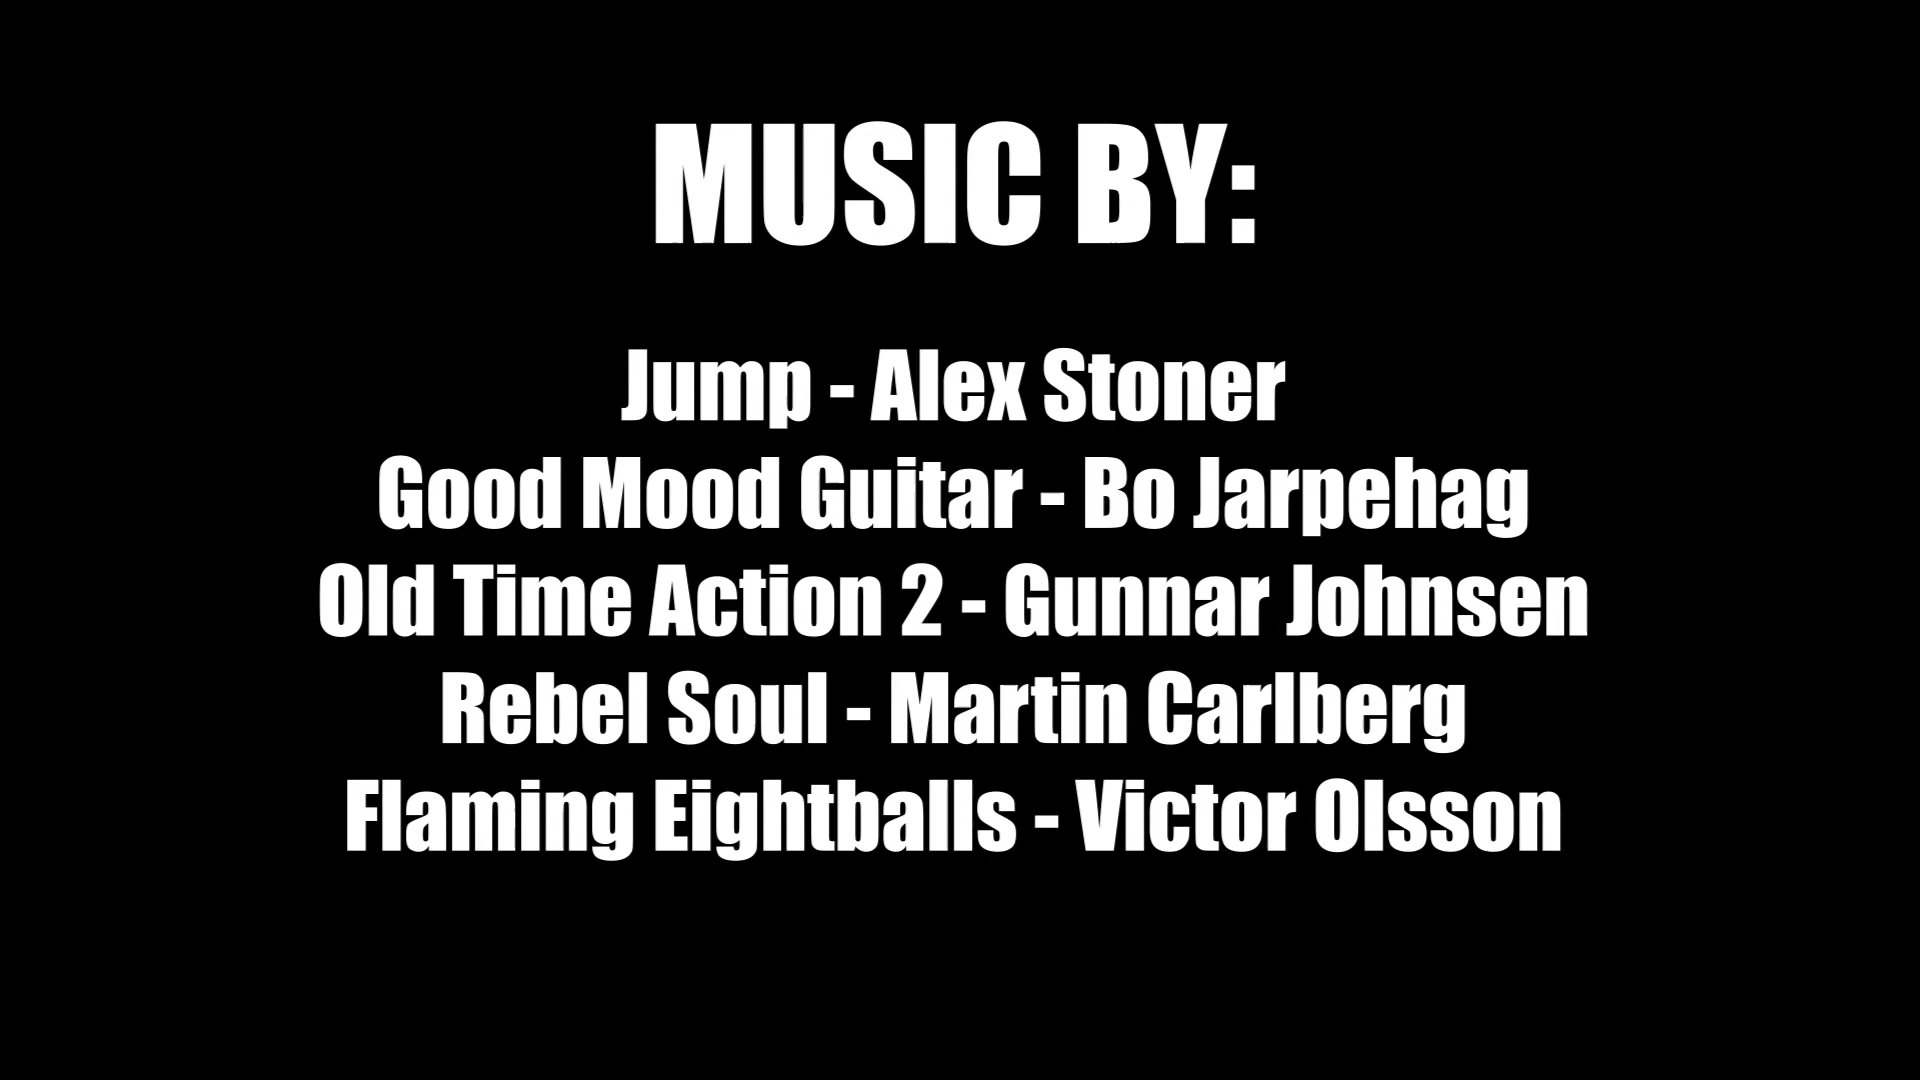 MUSIC BY:
Jump - Alex Stoner
Good Mood Guitar - Bo Jarpehag
Old Time Action 2 - Gunnar Johnsen
Rebel Soul - Martin Carlberg
Flaming Eightballs - Victor Olsson